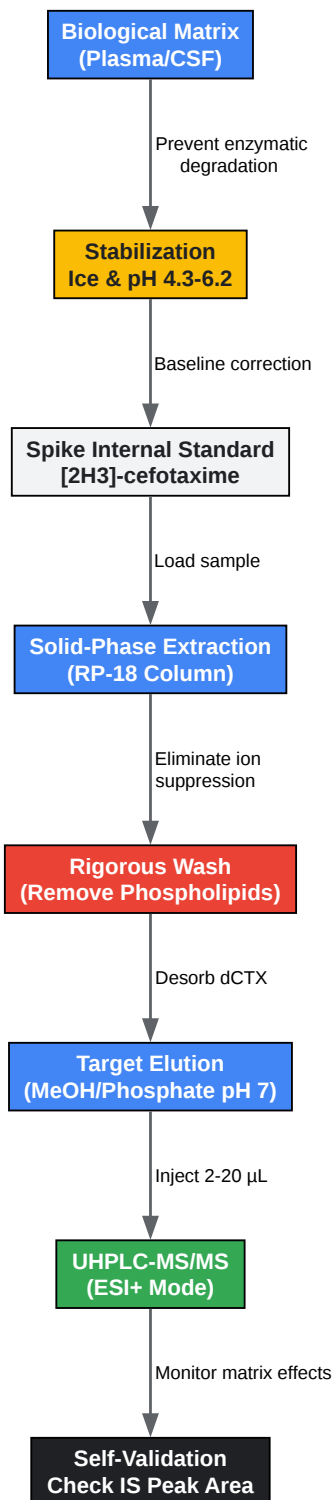 Biological Matrix
(Plasma/CSF)
Prevent enzymatic
degradation
Stabilization
Ice & pH 4.3-6.2
Baseline correction
Spike Internal Standard
[2H3]-cefotaxime
Load sample
Solid-Phase Extraction
(RP-18 Column)
Eliminate ion
suppression
Rigorous Wash
(Remove Phospholipids)
Desorb dCTX
Target Elution
(MeOH/Phosphate pH 7)
Inject 2-20 µL
UHPLC-MS/MS
(ESI+ Mode)
Monitor matrix effects
Self-Validation
Check IS Peak Area